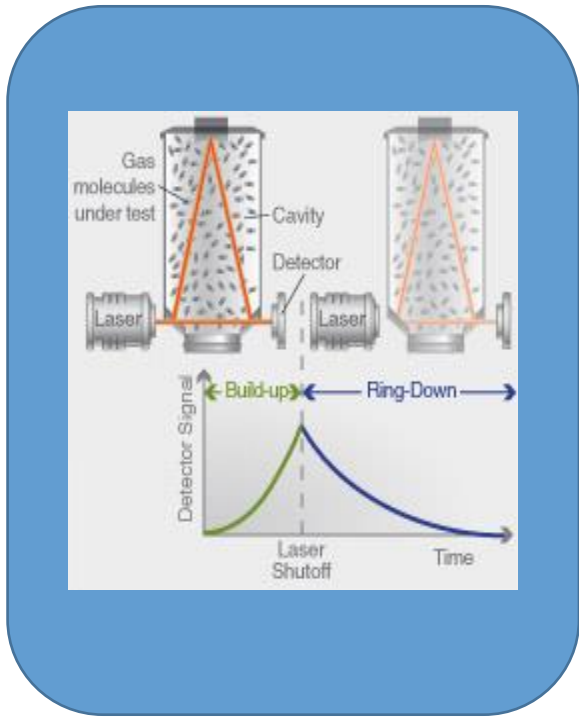 Gas
molecules
under test
Cavity
Detector
Laser
Laser
Build-up
Ring-Down
Detector Signal
Laser
Shutoff
Time